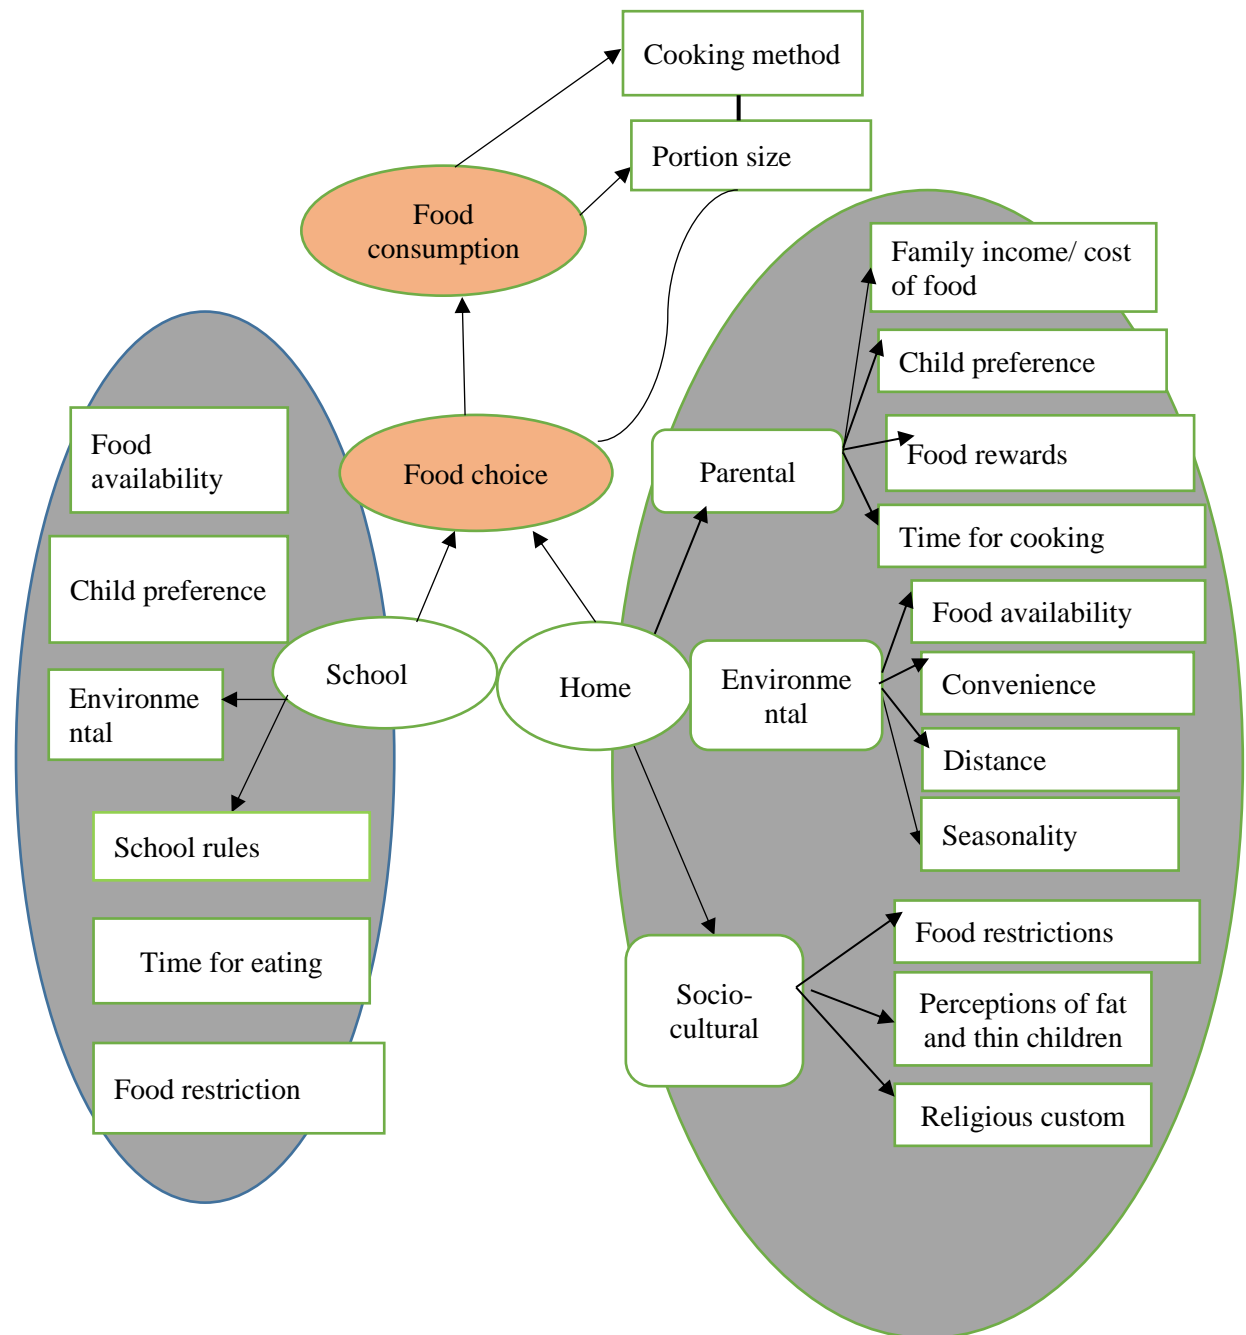 Cooking method
Portion size
Food
consumption
Family income/ cost
of food
Child preference
Food rewards
Time for cooking
Parental
Food choice
Food
availability
Child preference
Environme
ntal
School rules
Time for eating
Food restriction
School
Home
Environme
ntal
Food availability
Convenience
Distance
Seasonality
Socio-
cultural
Food restrictions
Perceptions of fat
and thin children
Religious custom